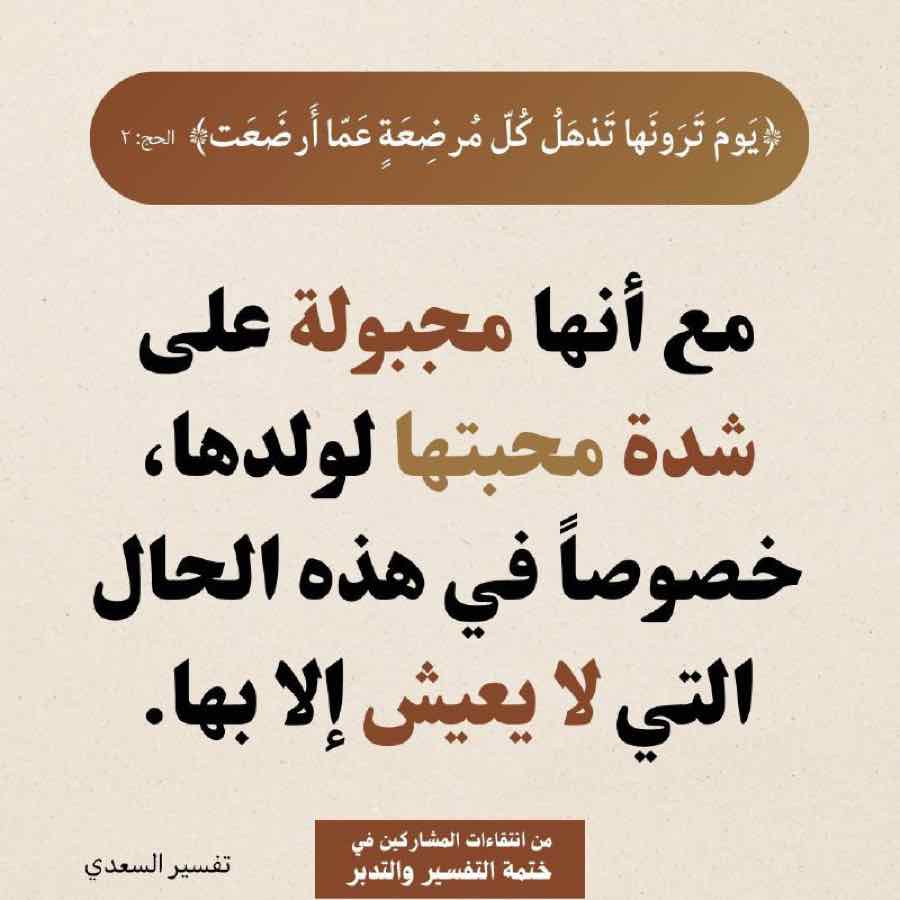 ﴿يَومَ تَرَونَها تَذهَلُ كُلّ مُرضِعَةٍ عَمّا أَرضَعَت﴾ الحج: ٢
مع أنها مجبولة على
شدة محبتها لولدها،
خصوصاً في هذه الحال
التي لا يعيش إلا بها.
من انتقاءات المشاركين في
ختمة التفسير والتدبر
تفسير السعدي